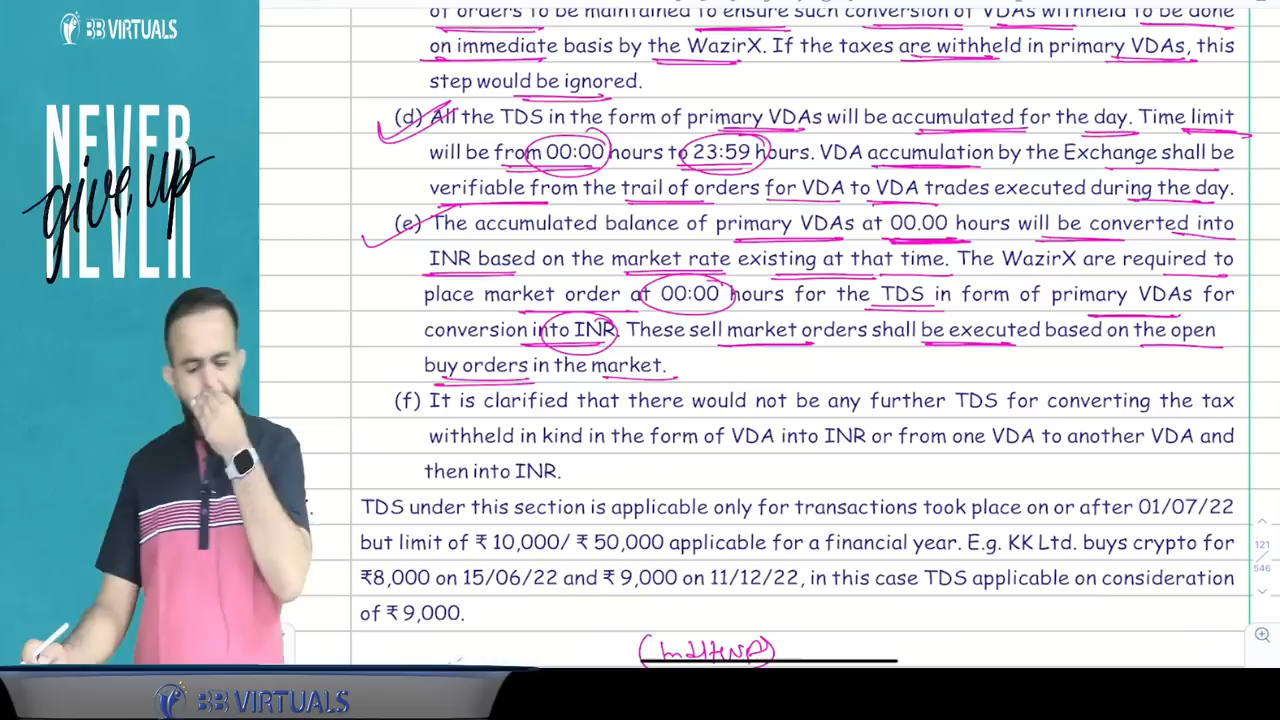 BB VIRTUALS
NEVER
give up
NEVER
of orders to be maintained to ensure such conversion of VDAs withheld to be done
on immediate basis by the WazirX. If the taxes are withheld in primary VDAs, this
step would be ignored.
(d) All the TDS in the form of primary VDAs will be accumulated for the day. Time limit
will be from 00:00 hours to 23:59 hours. VDA accumulation by the Exchange shall be
verifiable from the trail of orders for VDA to VDA trades executed during the day.
(e) The accumulated balance of primary VDAs at 00.00 hours will be converted into
INR based on the market rate existing at that time. The WazirX are required to
place market order at 00:00 hours for the TDS in form of primary VDAs for
conversion into INR. These sell market orders shall be executed based on the open
buy orders in the market.
(f) It is clarified that there would not be any further TDS for converting the tax
withheld in kind in the form of VDA into INR or from one VDA to another VDA and
then into INR.
TDS under this section is applicable only for transactions took place on or after 01/07/22
but limit of ₹ 10,000/ ₹ 50,000 applicable for a financial year. E.g. KK Ltd. buys crypto for
₹8,000 on 15/06/22 and ₹ 9,000 on 11/12/22, in this case TDS applicable on consideration
of ₹ 9,000.
121
546
BB VIRTUALS